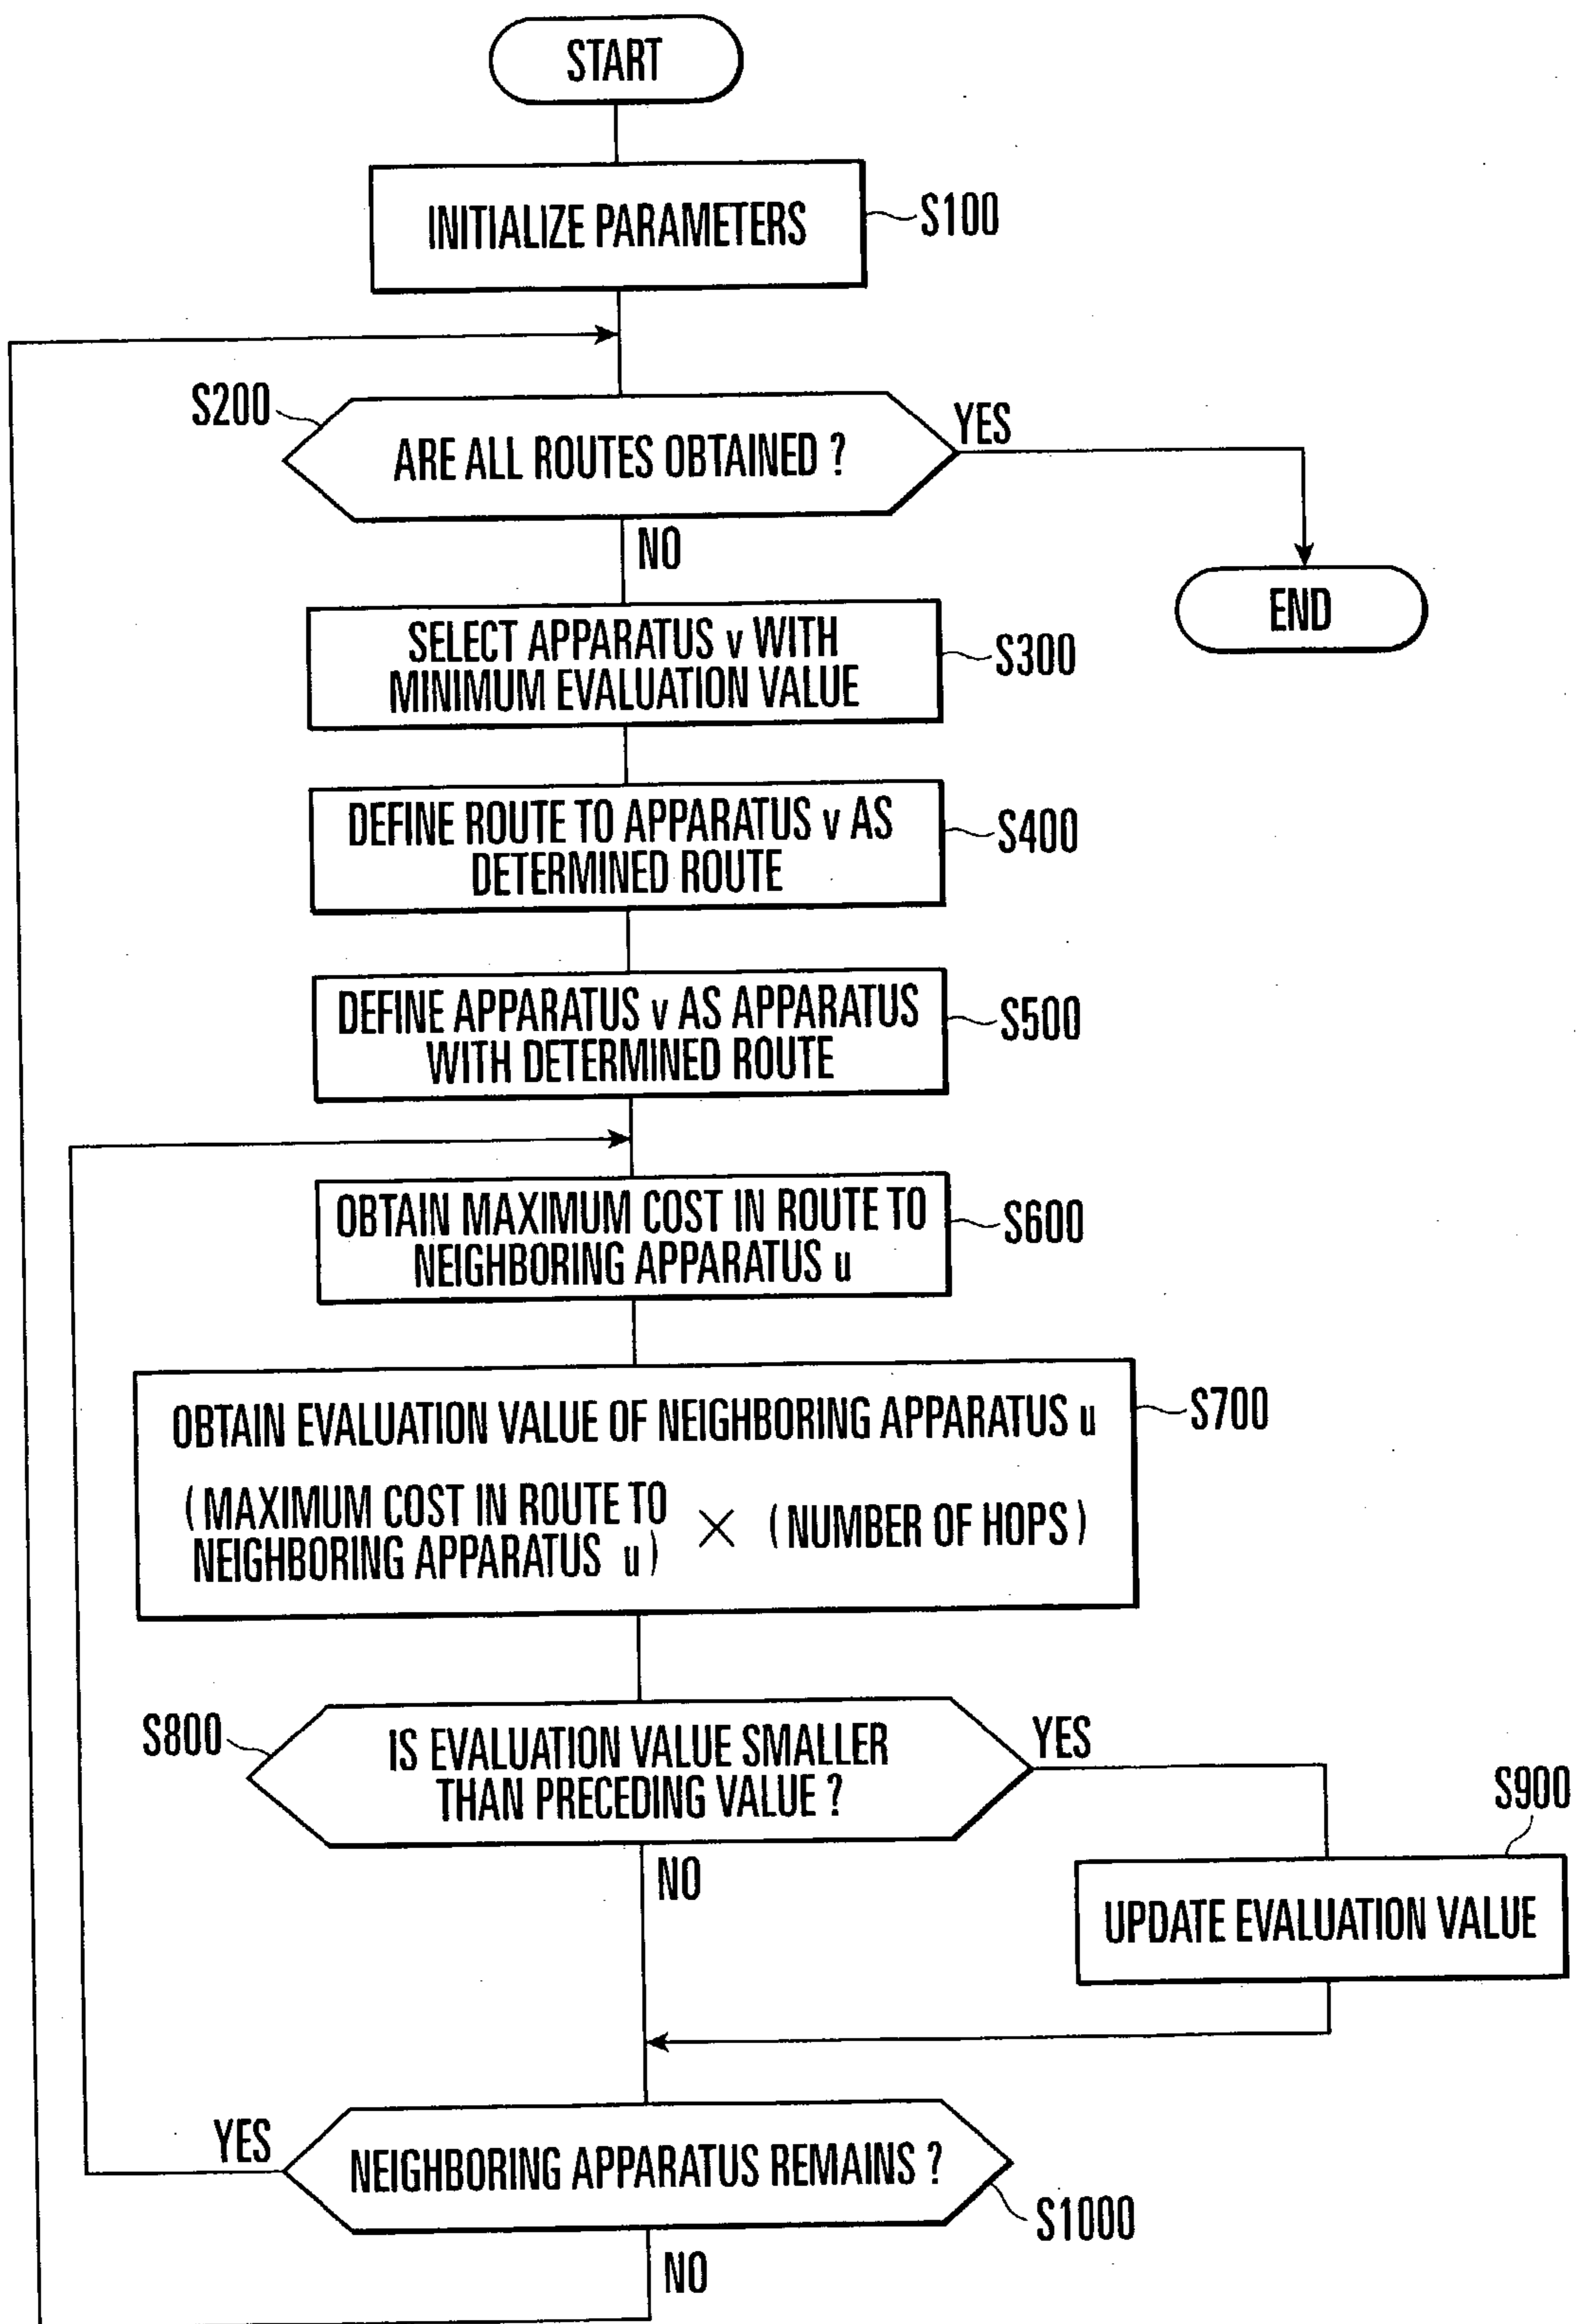 START
INITIALIZE PARAMETERS
S100
S200
ARE ALL ROUTES OBTAINED ?
YES
NO
END
SELECT APPARATUS v WITH
MINIMUM EVALUATION VALUE
S300
DEFINE ROUTE TO APPARATUS v AS
DETERMINED ROUTE
S400
DEFINE APPARATUS v AS APPARATUS
WITH DETERMINED ROUTE
S500
OBTAIN MAXIMUM COST IN ROUTE TO
NEIGHBORING APPARATUS u
S600
OBTAIN EVALUATION VALUE OF NEIGHBORING APPARATUS u
(MAXIMUM COST IN ROUTE TO
NEIGHBORING APPARATUS u) × (NUMBER OF HOPS)
S700
S800
IS EVALUATION VALUE SMALLER
THAN PRECEDING VALUE ?
YES
NO
S900
UPDATE EVALUATION VALUE
YES
NEIGHBORING APPARATUS REMAINS ?
S1000
NO